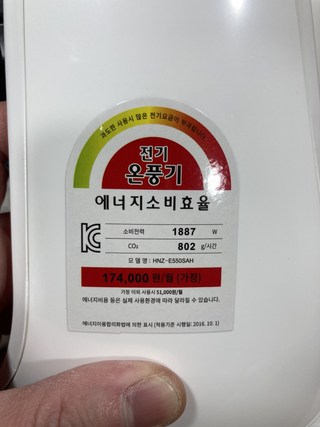 과도한 사용시 많은 전기요금이 부과됩니다.
전기
온풍기
에너지소비효율
소비전력 1887 W
CO₂ 802 g/시간
모 델 명 : HNZ-E550SAH
174,000 원/월 (가정)
가정 이외 사용시 51,000원/월
에너지비용 등은 실제 사용환경에 따라 달라질 수 있습니다.
에너지이용합리화법에 의한 표시 (적용기준 시행일: 2016. 10. 1)